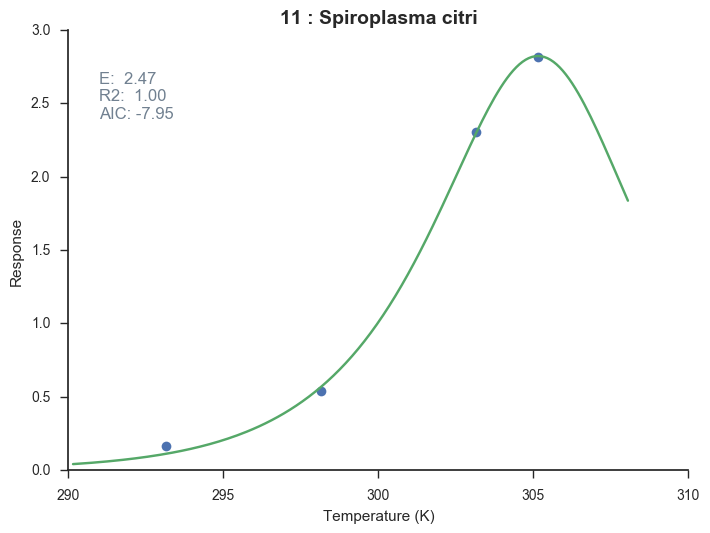 11 : Spiroplasma citri
E:  2.47
R2:  1.00
AIC: -7.95
3.0
2.5
2.0
1.5
1.0
0.5
0.0
Response
290
295
300
305
310
Temperature (K)